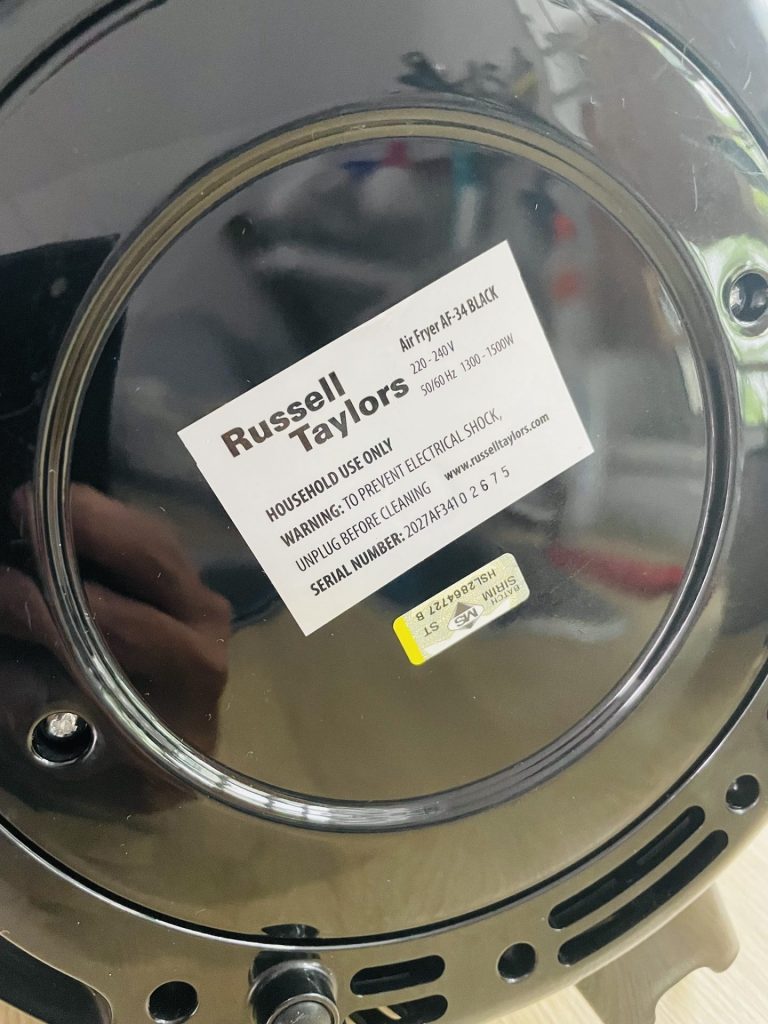 Russell
Taylors
Air Fryer AF-34 BLACK
220 - 240 V
50/60 Hz 1300 - 1500W
HOUSEHOLD USE ONLY
WARNING: TO PREVENT ELECTRICAL SHOCK,
UNPLUG BEFORE CLEANING www.russelltaylors.com
SERIAL NUMBER: 2027AF3410 2 6 7 5
BATCH
SIRIM
MS ST
HSL2864727 B